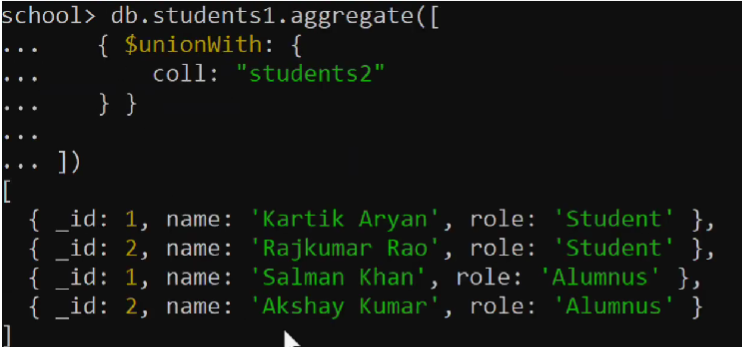 school> db.students1.aggregate([
...     { $unionWith: {
...         coll: "students2"
...     } }
...
... ])
[
  { _id: 1, name: 'Kartik Aryan', role: 'Student' },
  { _id: 2, name: 'Rajkumar Rao', role: 'Student' },
  { _id: 1, name: 'Salman Khan', role: 'Alumnus' },
  { _id: 2, name: 'Akshay Kumar', role: 'Alumnus' }
]